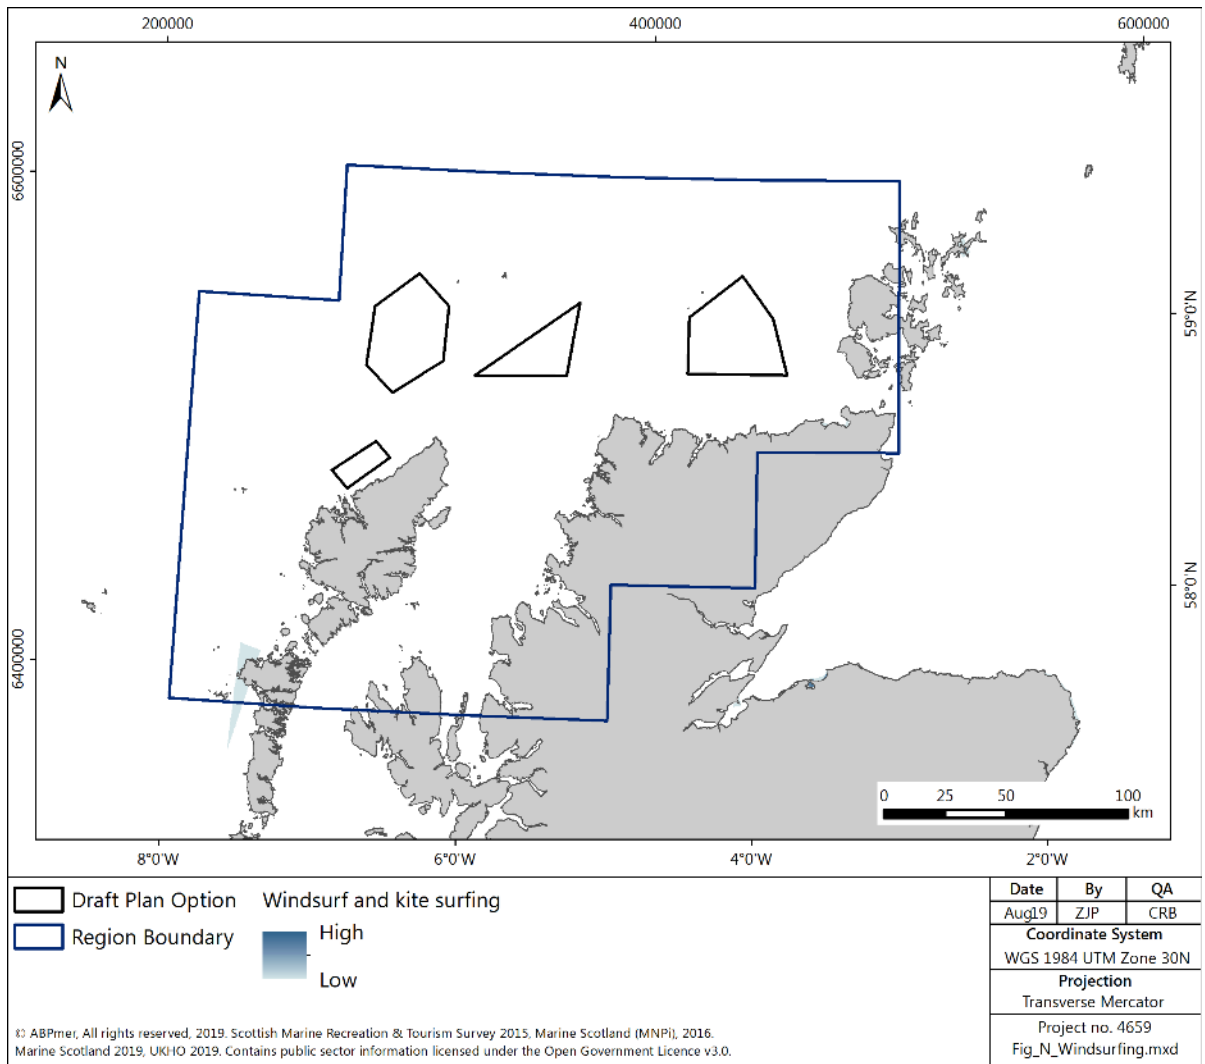 200000 400000 600000
N
6600000
59°0'N
58°0'N
6400000
0 25 50 100
km
8°0'W 6°0'W 4°0'W 2°0'W
Draft Plan Option
Region Boundary
Windsurf and kite surfing
High
Low
Date By QA
Aug19 ZJP CRB
Coordinate System
WGS 1984 UTM Zone 30N
Projection
Transverse Mercator
Project no. 4659
Fig_N_Windsurfing.mxd
© ABPmer, All rights reserved, 2019. Scottish Marine Recreation & Tourism Survey 2015, Marine Scotland (MNPi), 2016.
Marine Scotland 2019, UKHO 2019. Contains public sector information licensed under the Open Government Licence v3.0.